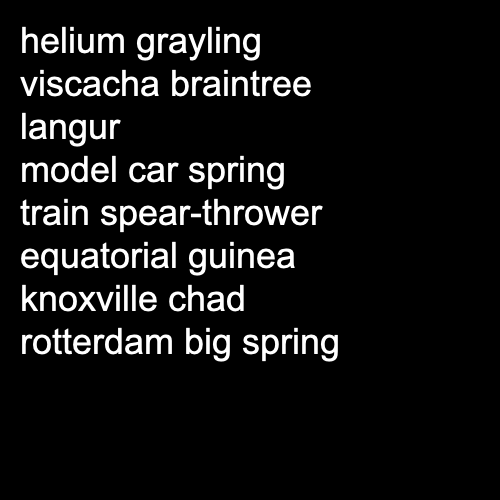 helium grayling
viscacha braintree
langur
model car spring
train spear-thrower
equatorial guinea
knoxville chad
rotterdam big spring